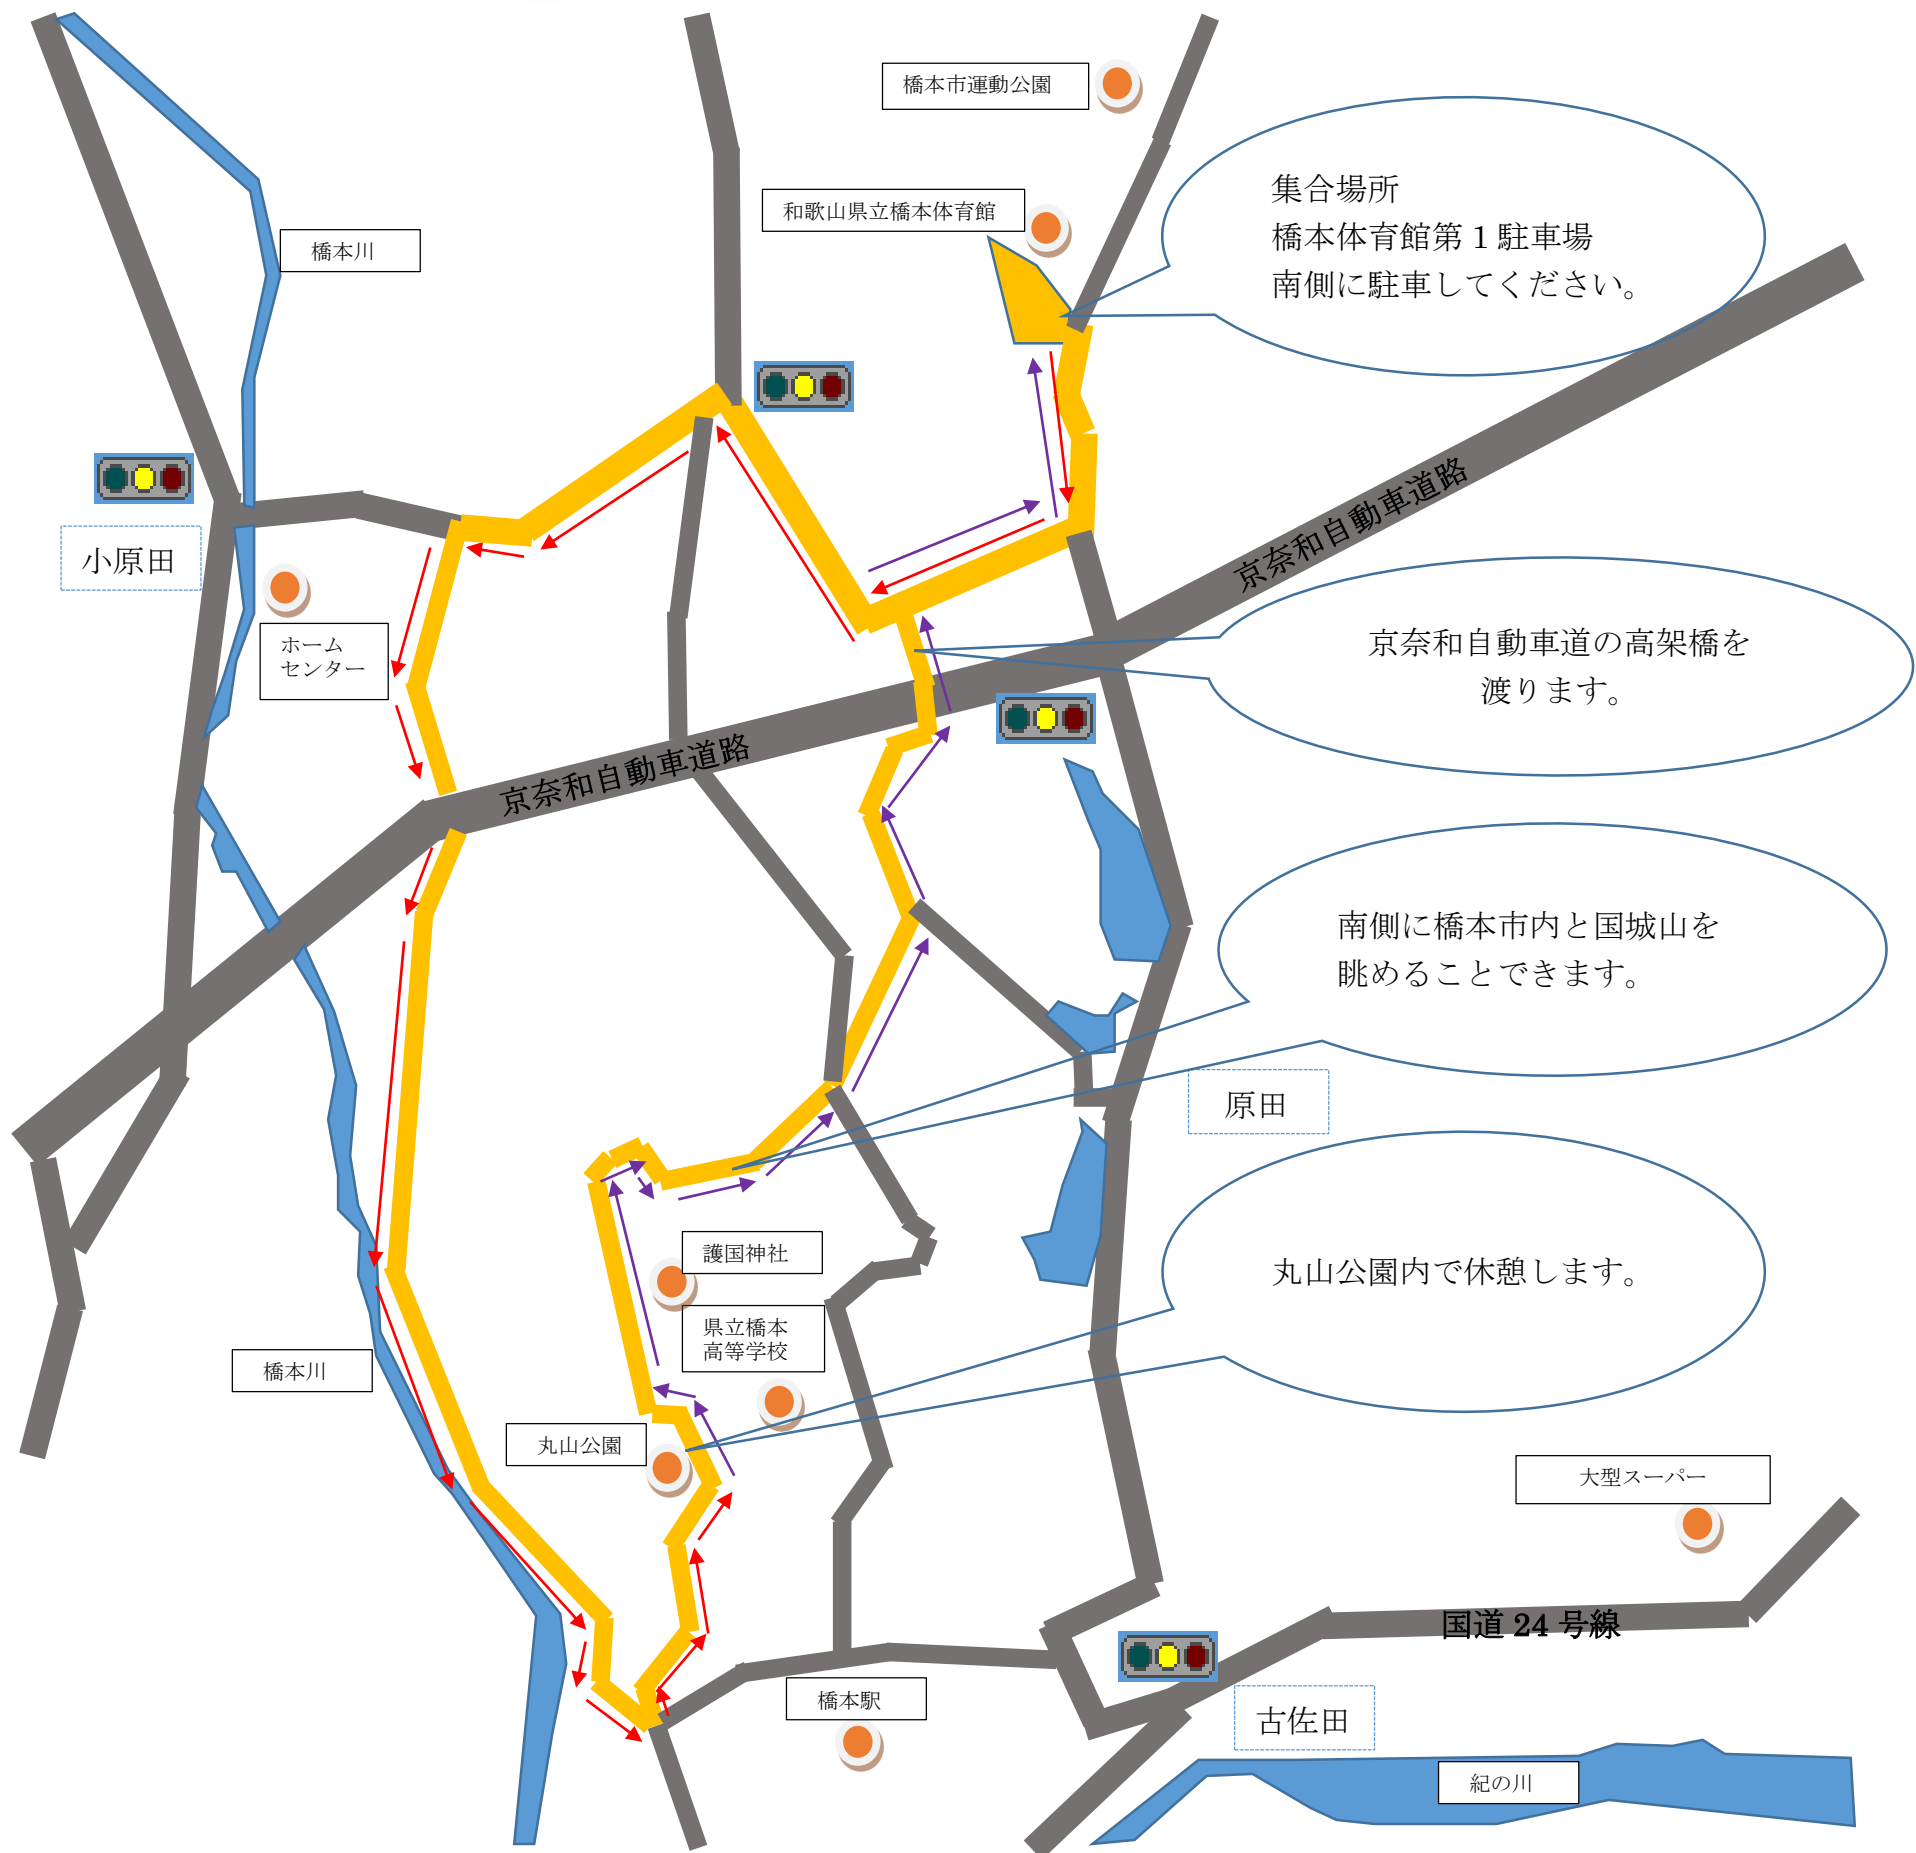 橋本市運動公園
和歌山県立橋本体育館
集合場所
橋本体育館第１駐車場
南側に駐車してください。
橋本川
小原田
ホーム
センター
京奈和自動車道路
京奈和自動車道の高架橋を
渡ります。
京奈和自動車道路
南側に橋本市内と国城山を
眺めることできます。
原田
護国神社
県立橋本
高等学校
丸山公園内で休憩します。
橋本川
丸山公園
大型スーパー
国道 24 号線
橋本駅
古佐田
紀の川